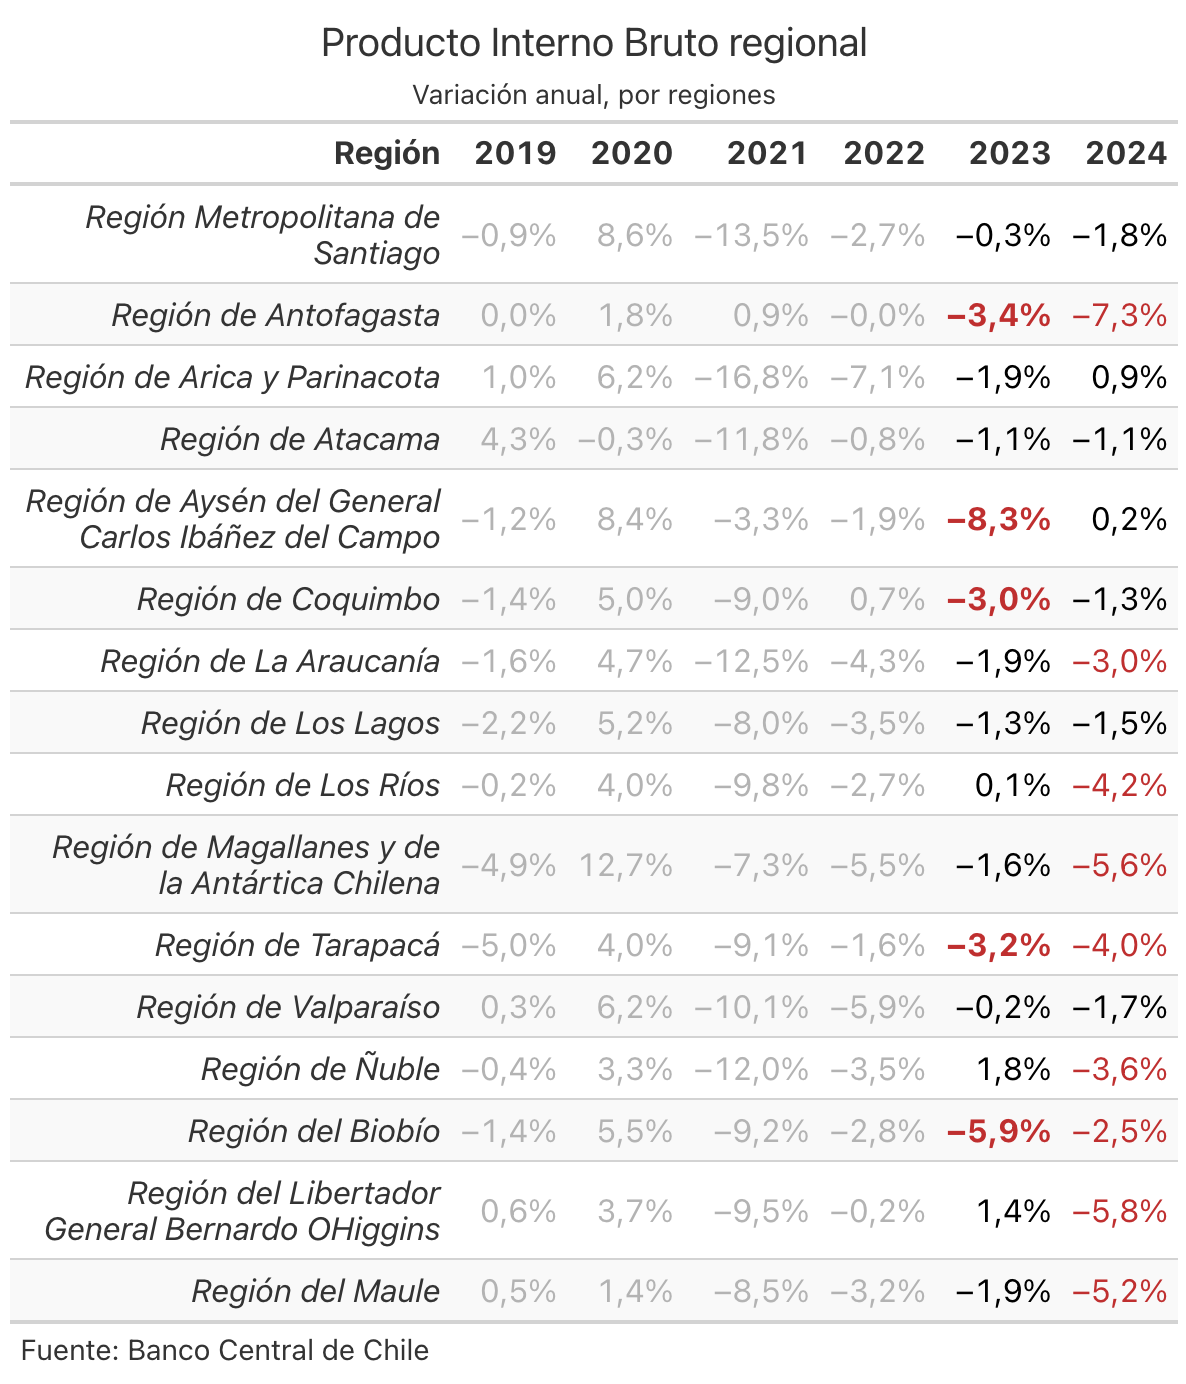 Producto Interno Bruto regional
Variación anual, por regiones
Región 2019 2020 2021 2022 2023 2024
Región Metropolitana de
Santiago −0,9% 8,6% −13,5% −2,7% −0,3% −1,8%
Región de Antofagasta 0,0% 1,8% 0,9% −0,0% −3,4% −7,3%
Región de Arica y Parinacota 1,0% 6,2% −16,8% −7,1% −1,9% 0,9%
Región de Atacama 4,3% −0,3% −11,8% −0,8% −1,1% −1,1%
Región de Aysén del General
Carlos Ibáñez del Campo −1,2% 8,4% −3,3% −1,9% −8,3% 0,2%
Región de Coquimbo −1,4% 5,0% −9,0% 0,7% −3,0% −1,3%
Región de La Araucanía −1,6% 4,7% −12,5% −4,3% −1,9% −3,0%
Región de Los Lagos −2,2% 5,2% −8,0% −3,5% −1,3% −1,5%
Región de Los Ríos −0,2% 4,0% −9,8% −2,7% 0,1% −4,2%
Región de Magallanes y de
la Antártica Chilena −4,9% 12,7% −7,3% −5,5% −1,6% −5,6%
Región de Tarapacá −5,0% 4,0% −9,1% −1,6% −3,2% −4,0%
Región de Valparaíso 0,3% 6,2% −10,1% −5,9% −0,2% −1,7%
Región de Ñuble −0,4% 3,3% −12,0% −3,5% 1,8% −3,6%
Región del Biobío −1,4% 5,5% −9,2% −2,8% −5,9% −2,5%
Región del Libertador
General Bernardo OHiggins 0,6% 3,7% −9,5% −0,2% 1,4% −5,8%
Región del Maule 0,5% 1,4% −8,5% −3,2% −1,9% −5,2%
Fuente: Banco Central de Chile